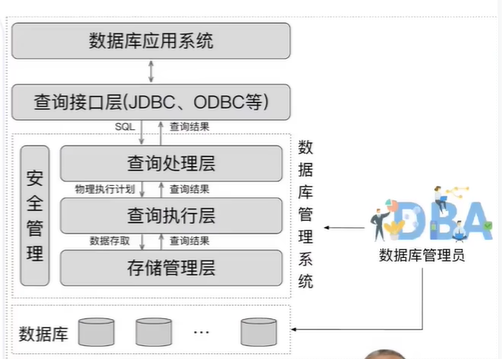 数据库应用系统
查询接口层(JDBC、ODBC等)
SQL
查询结果
查询处理层
物理执行计划
查询结果
查询执行层
数据存取
查询结果
存储管理层
安全管理
数据库管理系统
DBA
数据库管理员
数据库
...